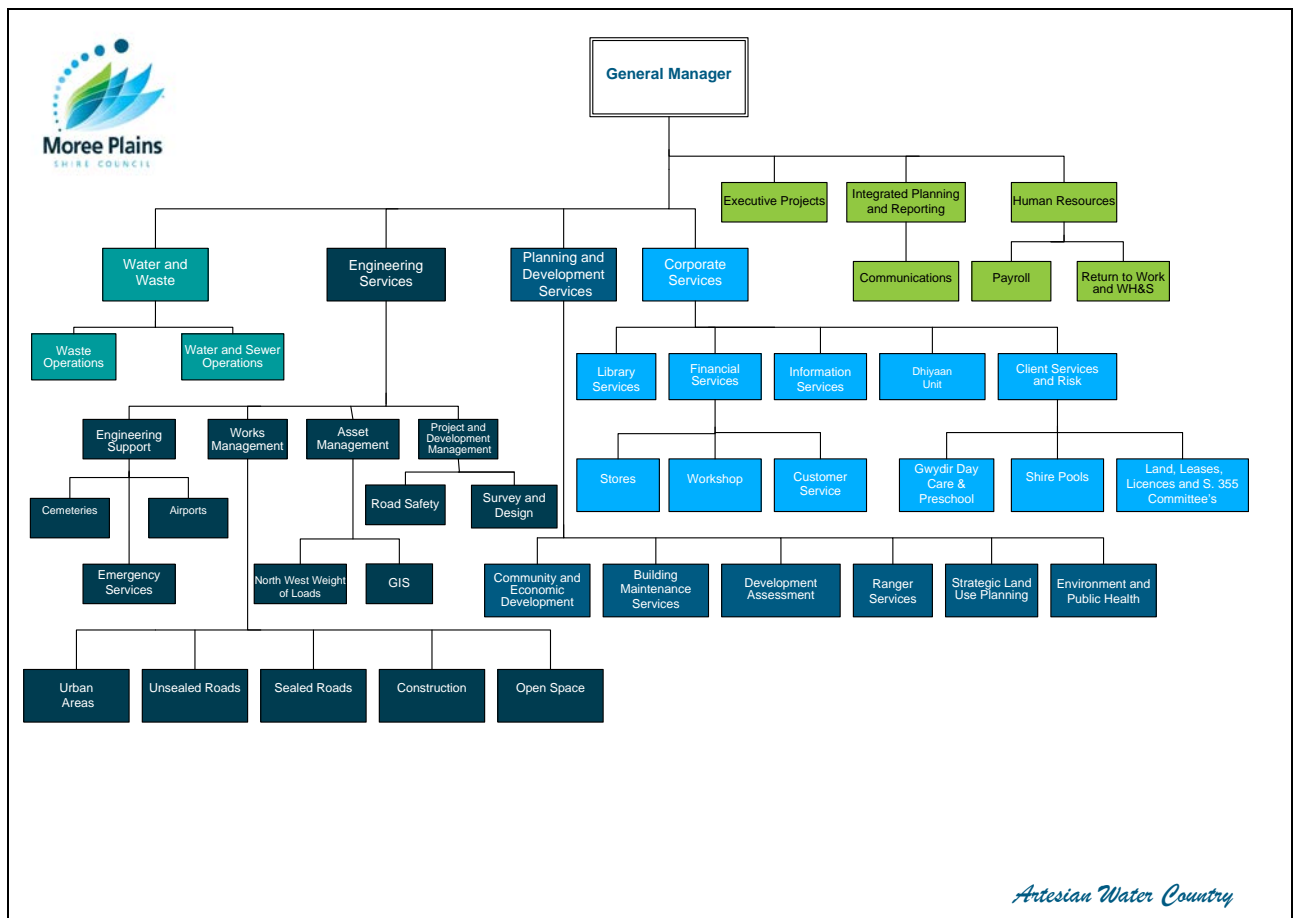 General Manager
Moree Plains
SHIRE COUNCIL
Executive Projects
Integrated Planning
and Reporting
Human Resources
Communications
Payroll
Return to Work
and WH&S
Water and
Waste
Engineering
Services
Planning and
Development
Services
Corporate
Services
Waste
Operations
Water and Sewer
Operations
Library
Services
Financial
Services
Information
Services
Dhiyaan
Unit
Client Services
and Risk
Engineering
Support
Works
Management
Asset
Management
Project and
Development
Management
Stores
Workshop
Customer
Service
Gwydir Day
Care &
Preschool
Shire Pools
Land, Leases,
Licences and S. 355
Committee's
Cemeteries
Airports
Road Safety
Survey and
Design
Emergency
Services
North West Weight
of Loads
GIS
Community and
Economic
Development
Building
Maintenance
Services
Development
Assessment
Ranger
Services
Strategic Land
Use Planning
Environment and
Public Health
Urban
Areas
Unsealed Roads
Sealed Roads
Construction
Open Space
Artesian Water Country